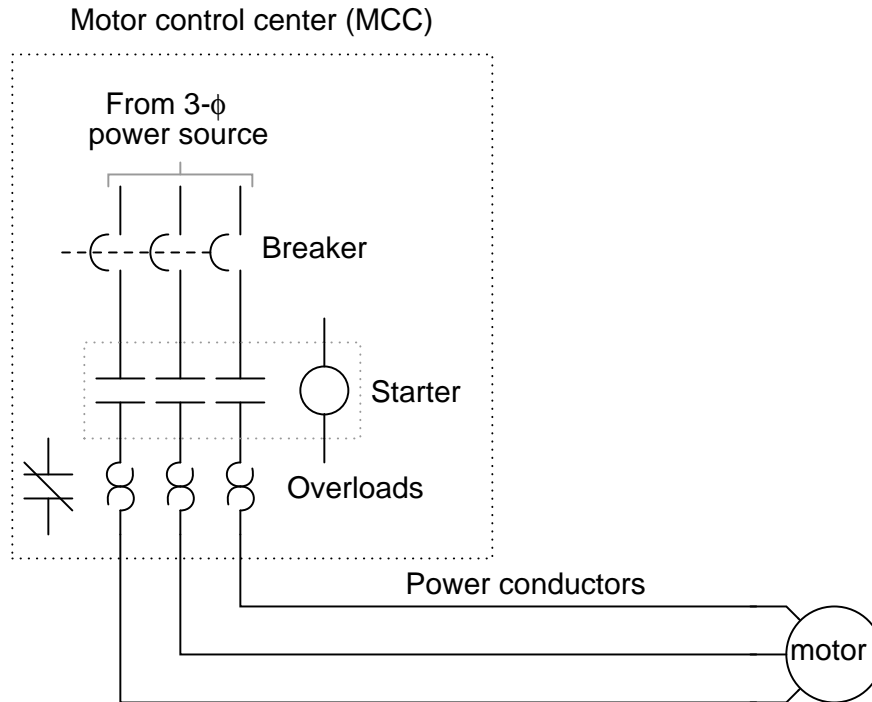 Motor control center (MCC)
From 3-ϕ
power source
Breaker
Starter
Overloads
Power conductors
motor